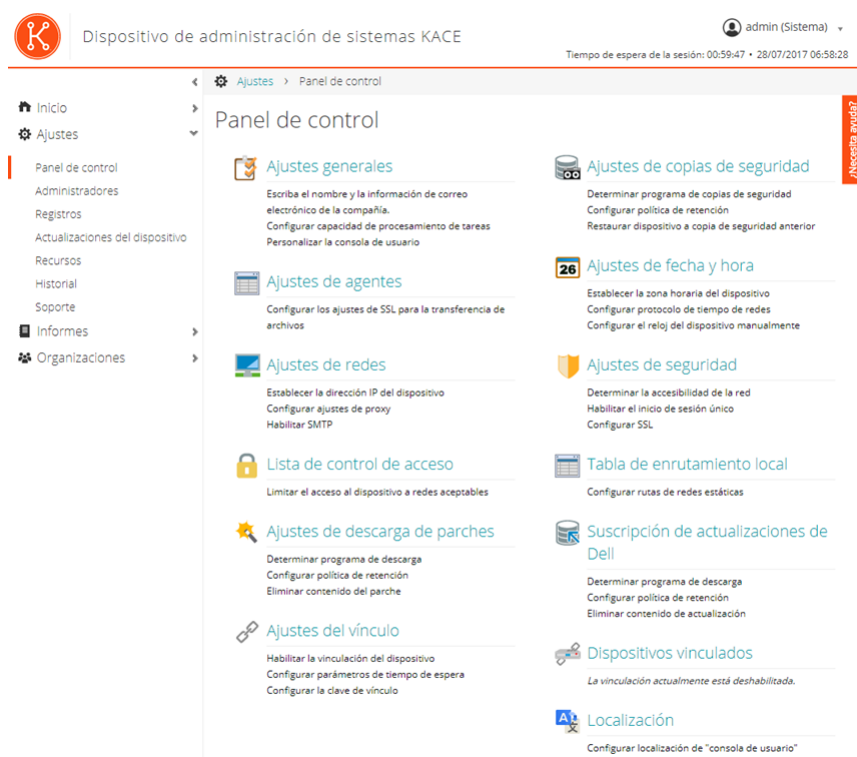 Dispositivo de administración de sistemas KACE
admin (Sistema)
Tiempo de espera de la sesión: 00:59:47 • 28/07/2017 06:58:28
Ajustes › Panel de control
¿Necesita ayuda?
Inicio
Ajustes
Panel de control
Administradores
Registros
Actualizaciones del dispositivo
Recursos
Historial
Soporte
Informes
Organizaciones
Panel de control
Ajustes generales
Escriba el nombre y la información de correo
electrónico de la compañía.
Configurar capacidad de procesamiento de tareas
Personalizar la consola de usuario
Ajustes de agentes
Configurar los ajustes de SSL para la transferencia de
archivos
Ajustes de redes
Establecer la dirección IP del dispositivo
Configurar ajustes de proxy
Habilitar SMTP
Lista de control de acceso
Limitar el acceso al dispositivo a redes aceptables
Ajustes de descarga de parches
Determinar programa de descarga
Configurar política de retención
Eliminar contenido del parche
Ajustes del vínculo
Habilitar la vinculación del dispositivo
Configurar parámetros de tiempo de espera
Configurar la clave de vínculo
Ajustes de copias de seguridad
Determinar programa de copias de seguridad
Configurar política de retención
Restaurar dispositivo a copia de seguridad anterior
26
Ajustes de fecha y hora
Establecer la zona horaria del dispositivo
Configurar protocolo de tiempo de redes
Configurar el reloj del dispositivo manualmente
Ajustes de seguridad
Determinar la accesibilidad de la red
Habilitar el inicio de sesión único
Configurar SSL
Tabla de enrutamiento local
Configurar rutas de redes estáticas
Suscripción de actualizaciones de
Dell
Determinar programa de descarga
Configurar política de retención
Eliminar contenido de actualización
Dispositivos vinculados
La vinculación actualmente está deshabilitada.
Localización
Configurar localización de "consola de usuario"